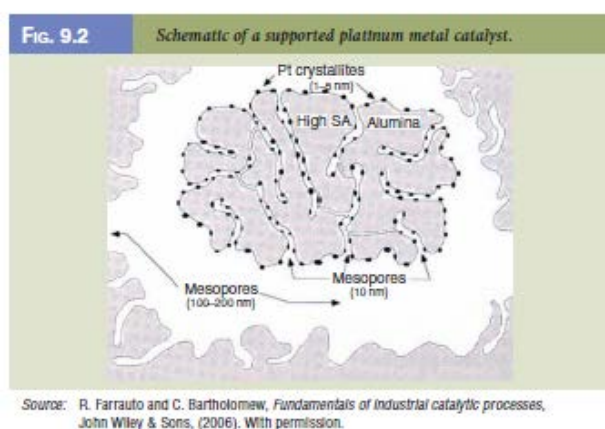 FIG. 9.2
Schematic of a supported platinum metal catalyst.
Pt crystallites
High SA
Alumina
Mesopores
(10 nm)
Mesopores
(100–200 nm)
Source: R. Farrauto and C. Bartholomew, Fundamentals of industrial catalytic processes,
John Wiley & Sons, (2006). With permission.